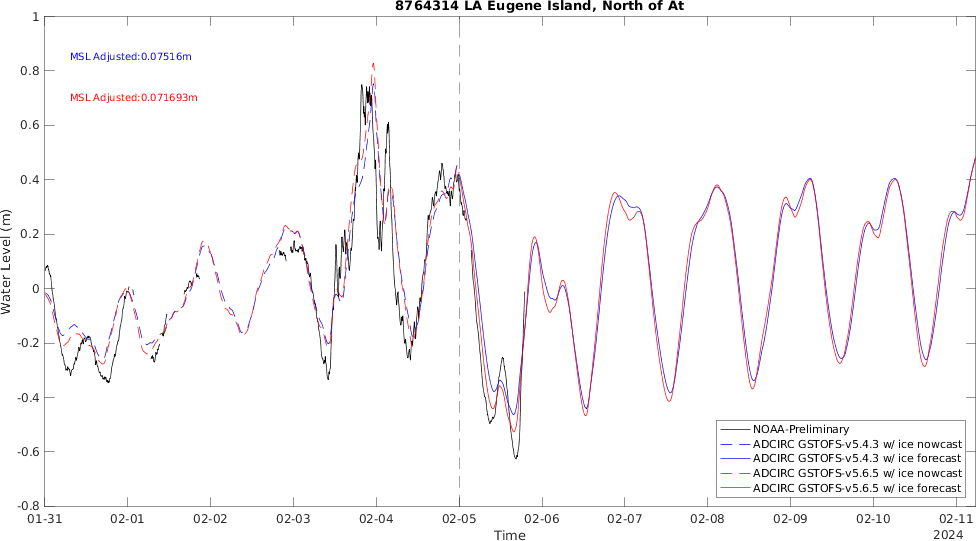 8764314 LA Eugene Island, North of At
MSL Adjusted:0.07516m
MSL Adjusted:0.071693m
Water Level (m)
1
0.8
0.6
0.4
0.2
0
-0.2
-0.4
-0.6
-0.8
NOAA-Preliminary
ADCIRC GSTOFS-v5.4.3 w/ ice nowcast
ADCIRC GSTOFS-v5.4.3 w/ ice forecast
ADCIRC GSTOFS-v5.6.5 w/ ice nowcast
ADCIRC GSTOFS-v5.6.5 w/ ice forecast
01-31 02-01 02-02 02-03 02-04 02-05 02-06 02-07 02-08 02-09 02-10 02-11
Time
2024